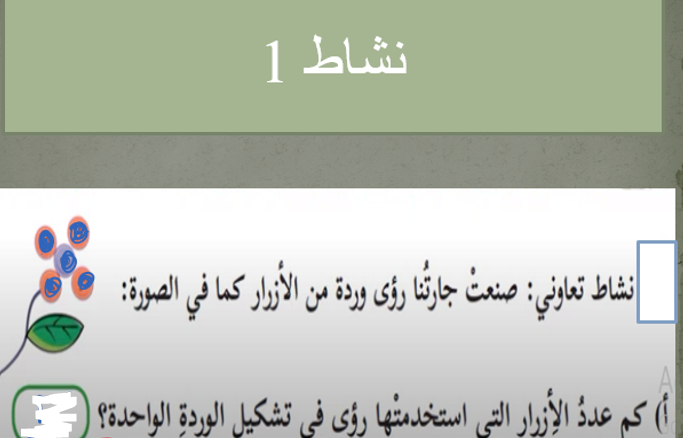 نشاط 1
نشاط تعاوني: صنعتْ جارتُنا رؤى وردة من الأزرار كما في الصورة:
أ) كم عددُ الإزرار التي استخدمتْها رؤى في تشكيل الوردةِ الواحدة؟